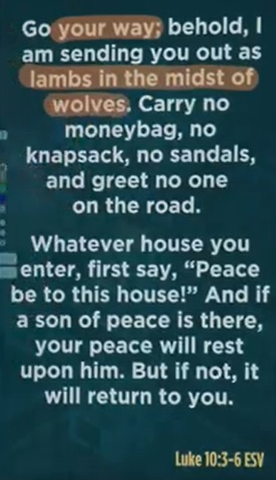 Go your way; behold, I
am sending you out as
lambs in the midst of
wolves. Carry no
moneybag, no
knapsack, no sandals,
and greet no one
on the road.
Whatever house you
enter, first say, “Peace
be to this house!” And if
a son of peace is there,
your peace will rest
upon him. But if not, it
will return to you.
Luke 10:3-6 ESV